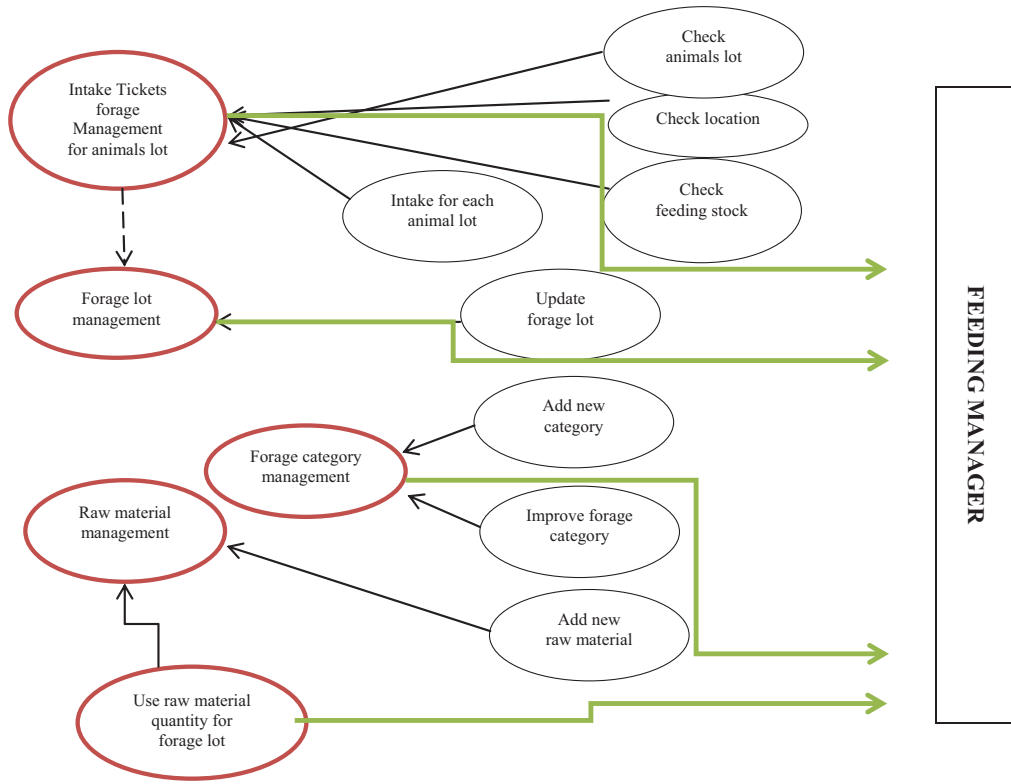 Check
animals lot
Intake Tickets
forage
Management
for animals lot
Check location
Intake for each
animal lot
Check
feeding stock
Forage lot
management
Update
forage lot
FEEDING MANAGER
Add new
category
Forage category
management
Raw material
management
Improve forage
category
Add new
raw material
Use raw material
quantity for
forage lot